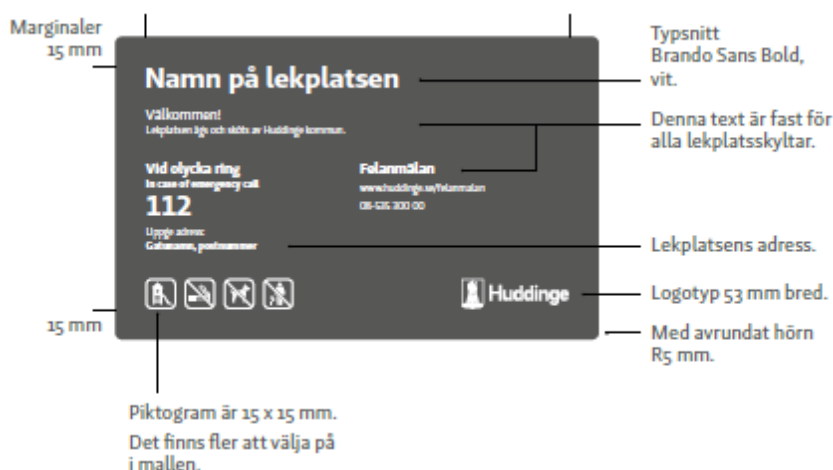 Marginaler
15 mm
Typsnitt
Brando Sans Bold,
vit.
Namn på lekplatsen
Välkommen!
Lekplatsen ägs och sköts av Huddinge kommun.
Denna text är fast för
alla lekplatsskyltar.
Vid olycka ring
In case of emergency call
112
Uppge adress:
Gatunamn, postnummer
Felanmälan
www.huddinge.se/felanmalan
08-535 300 00
Lekplatsens adress.
Huddinge
Logotyp 53 mm bred.
15 mm
Med avrundat hörn
R5 mm.
Piktogram är 15 x 15 mm.
Det finns fler att välja på
i mallen.